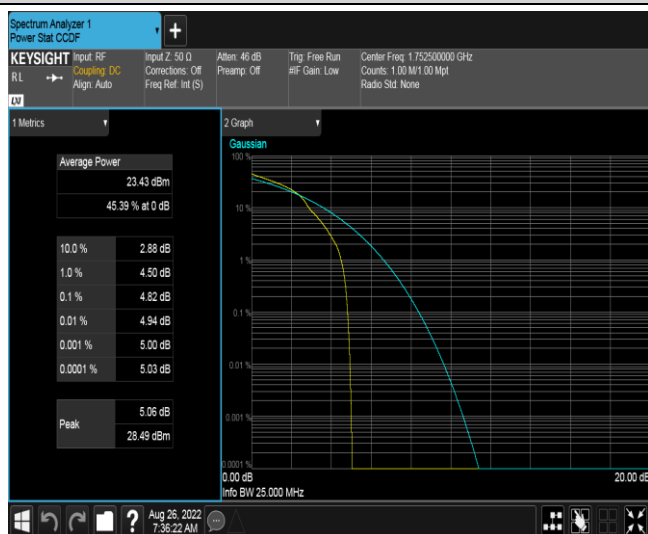 Spectrum Analyzer 1
Power Stat CCDF
+
KEYSIGHT
RL
LXI
Input: RF
Coupling: DC
Align: Auto
Input Z: 50 Ω
Corrections: Off
Freq Ref: Int (S)
Atten: 46 dB
Preamp: Off
Trig: Free Run
#IF Gain: Low
Center Freq: 1.752500000 GHz
Counts: 1.00 M/1.00 Mpt
Radio Std: None
1 Metrics
Average Power
23.43 dBm
45.39 % at 0 dB
10.0 % 2.88 dB
1.0 % 4.50 dB
0.1 % 4.82 dB
0.01 % 4.94 dB
0.001 % 5.00 dB
0.0001 % 5.03 dB
Peak 5.06 dB
28.49 dBm
2 Graph
Gaussian
100 %
10 %
1 %
0.1 %
0.01 %
0.001 %
0.0001 %
0.00 dB 20.00 dB
Info BW 25.000 MHz
? Aug 26, 2022
7:36:22 AM